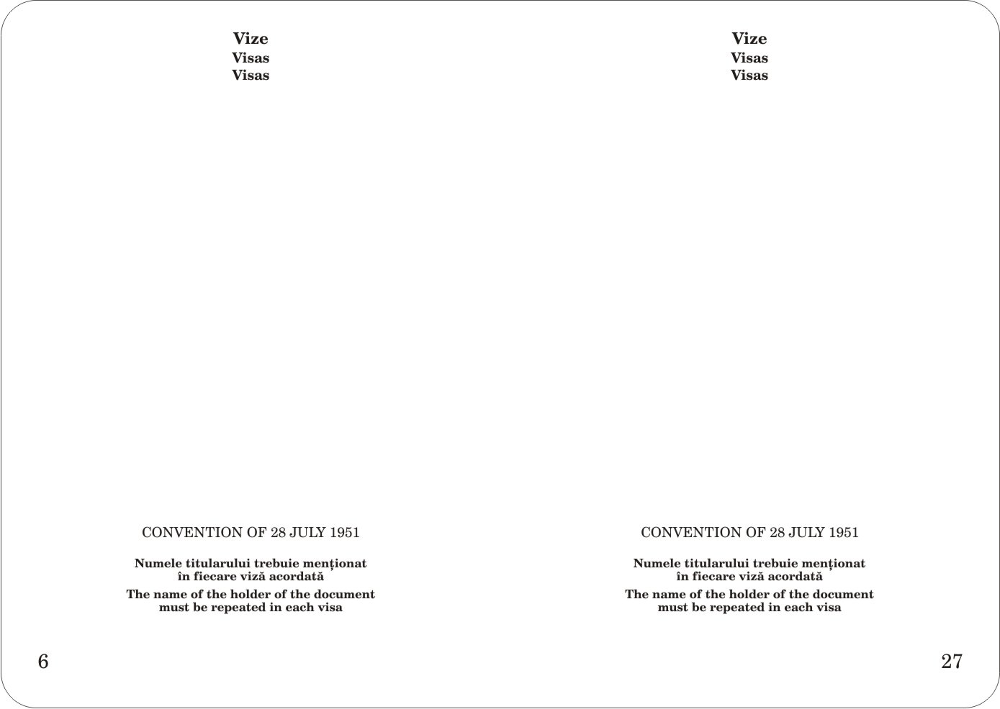 Vize
Visas
Visas
CONVENTION OF 28 JULY 1951
Numele titularului trebuie menționat
în fiecare viză acordată
The name of the holder of the document
must be repeated in each visa
6
Vize
Visas
Visas
CONVENTION OF 28 JULY 1951
Numele titularului trebuie menționat
în fiecare viză acordată
The name of the holder of the document
must be repeated in each visa
27